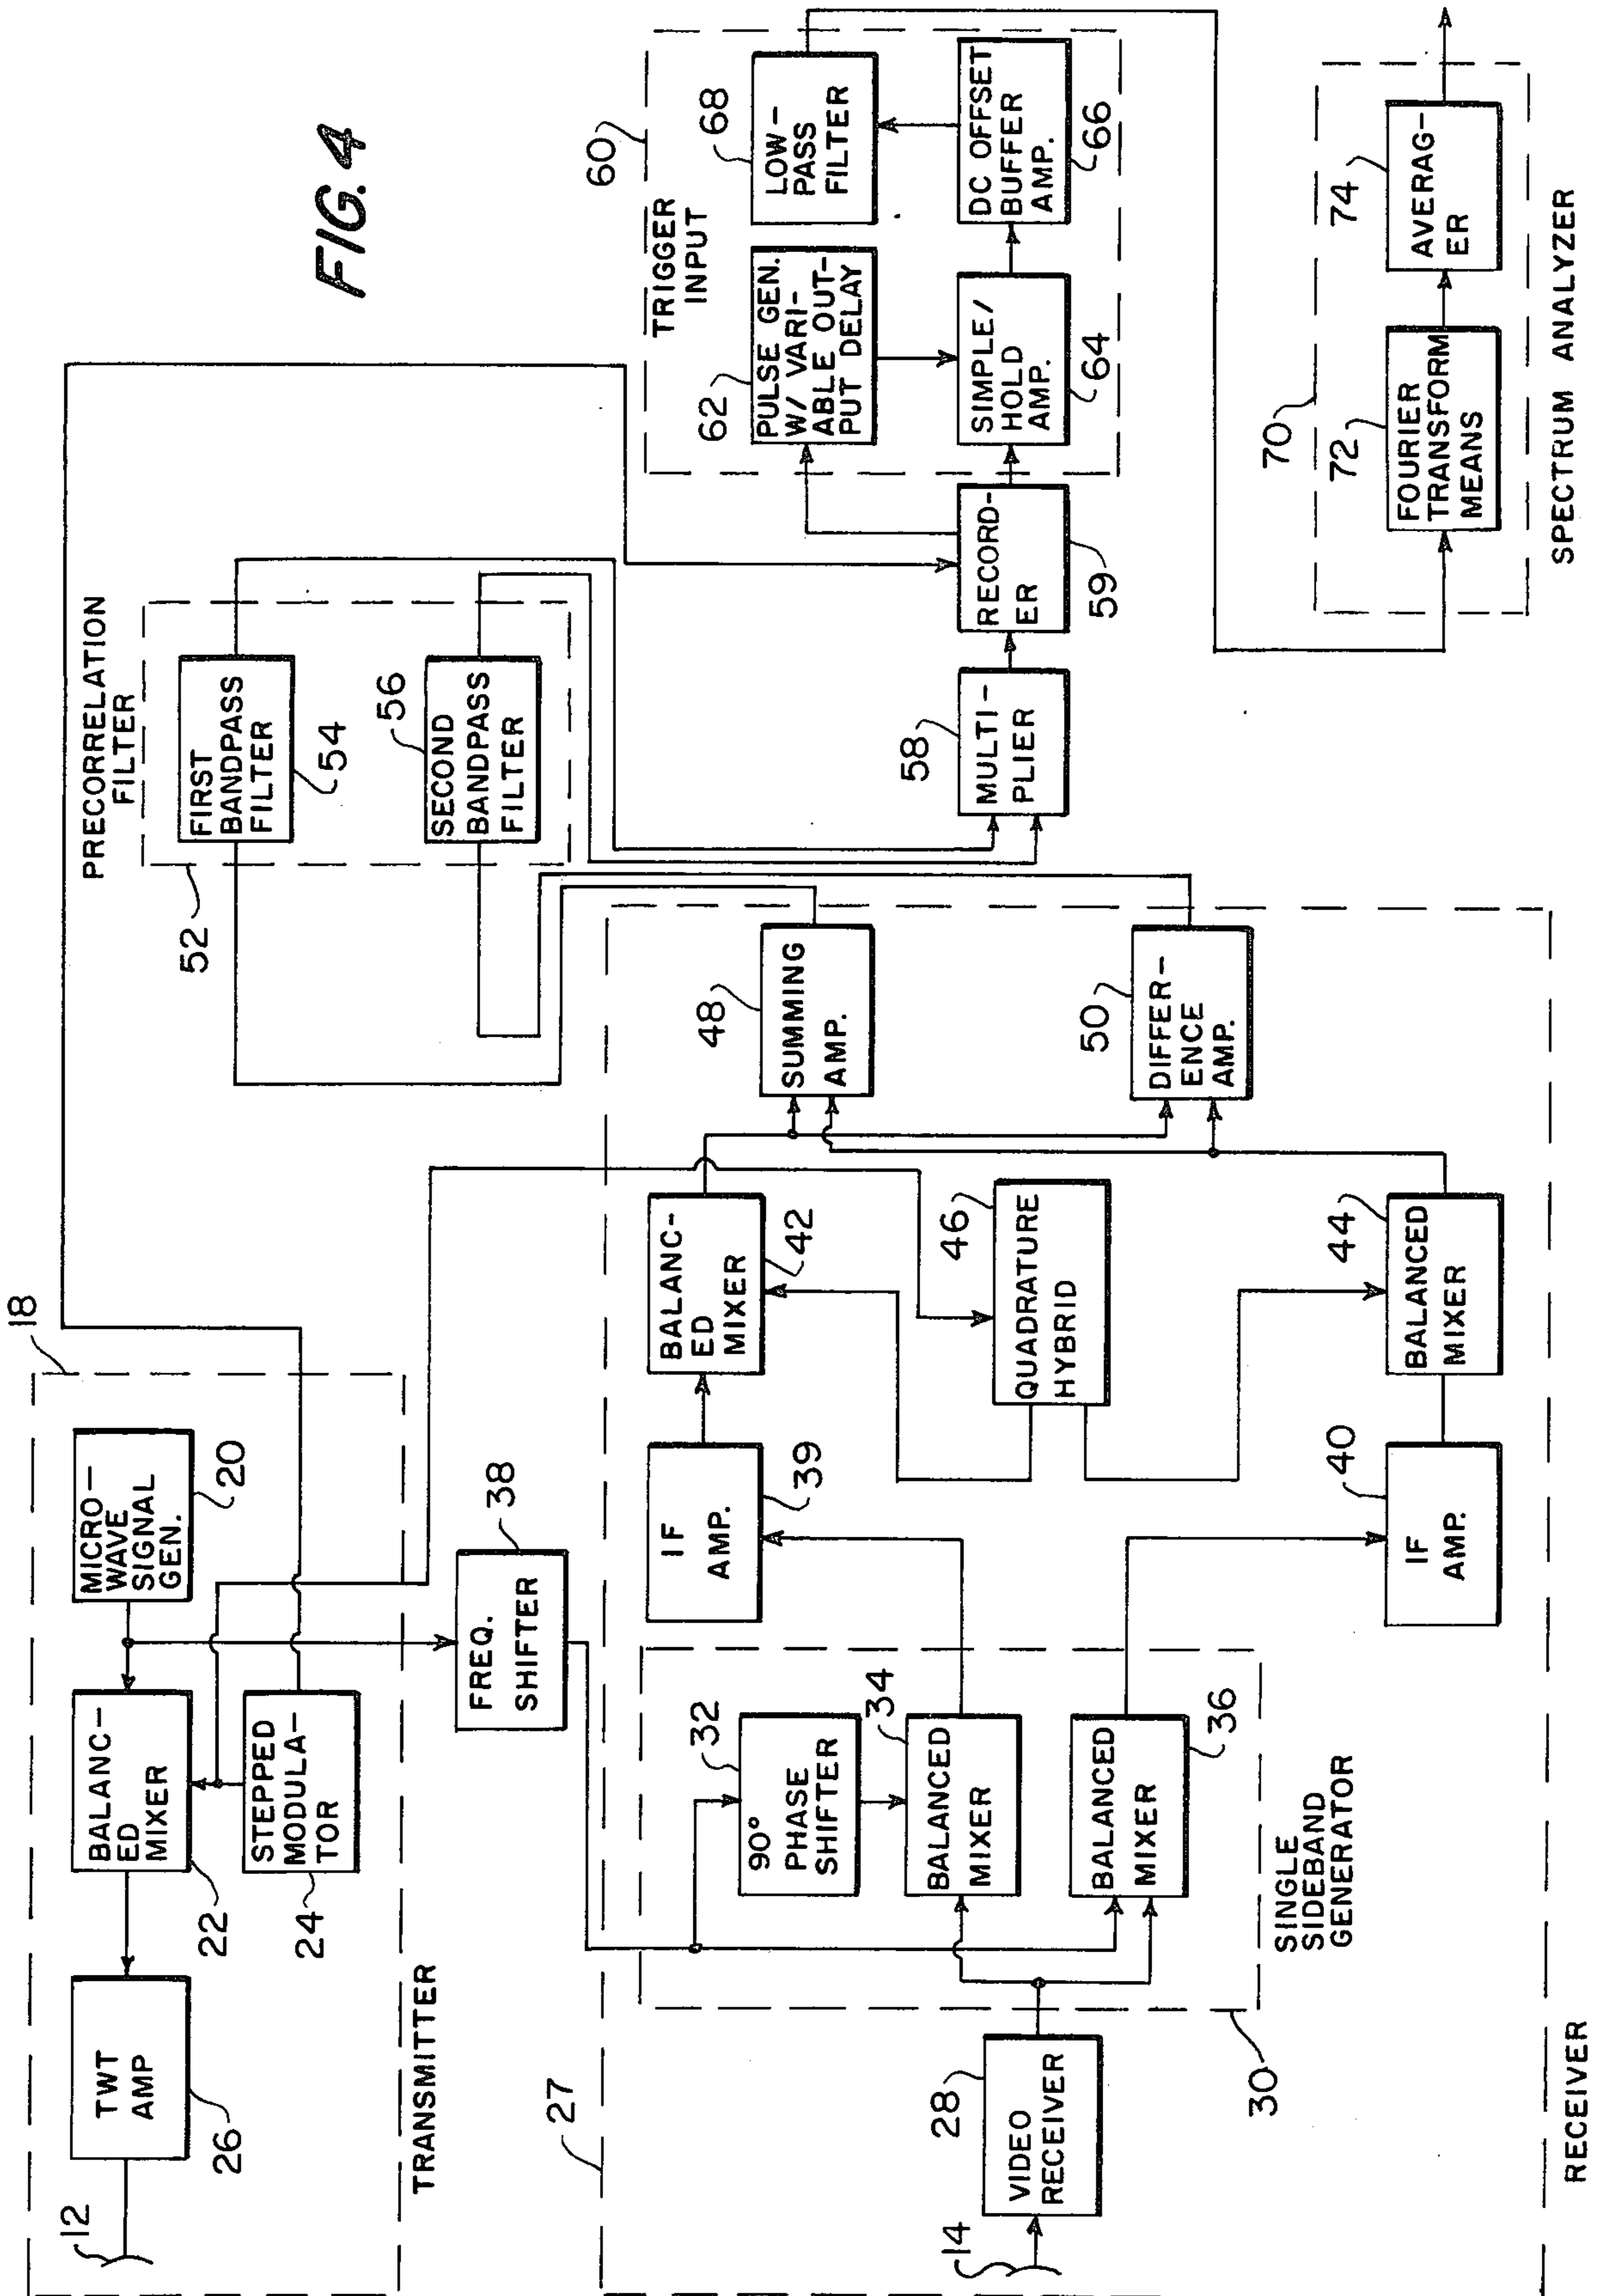 FIG. 4
18
MICRO-
WAVE
SIGNAL
GEN.
20
BALANC-
ED
MIXER
22
STEPPED
MODULA-
TOR
24
TWT
AMP
26
12
TRANSMITTER
FREQ.
SHIFTER
38
PRECORRELATION
FILTER
FIRST
BANDPASS
FILTER
54
SECOND
BANDPASS
FILTER
56
52
27
14
VIDEO
RECEIVER
28
90°
PHASE
SHIFTER
32
BALANCED
MIXER
34
BALANCED
MIXER
36
30
SINGLE
SIDEBAND
GENERATOR
IF
AMP.
39
IF
AMP.
40
BALANC-
ED
MIXER
42
QUADRATURE
HYBRID
46
BALANCED
MIXER
44
SUMMING
AMP.
48
DIFFER-
ENCE
AMP.
50
RECEIVER
MULTI-
PLIER
58
RECORD-
ER
59
60
TRIGGER
INPUT
PULSE GEN.
W/ VARI-
ABLE OUT-
PUT DELAY
62
SIMPLE/
HOLD
AMP.
64
LOW-
PASS
FILTER
68
DC OFFSET
BUFFER
AMP.
66
70
FOURIER
TRANSFORM
MEANS
72
AVERAG-
ER
74
SPECTRUM ANALYZER